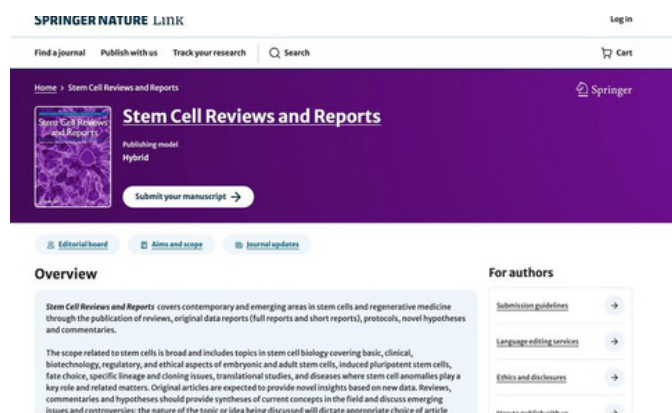 SPRINGER NATURE Link
Log in
Find a journal Publish with us Track your research Search
Cart
Home > Stem Cell Reviews and Reports
Springer
Stem Cell Reviews
and Reports
Stem Cell Reviews and Reports
Publishing model
Hybrid
Submit your manuscript →
Editorial board Aims and scope Journal updates
Overview
For authors
Stem Cell Reviews and Reports covers contemporary and emerging areas in stem cells and regenerative medicine
through the publication of reviews, original data reports (full reports and short reports), protocols, novel hypotheses
and commentaries.
The scope related to stem cells is broad and includes topics in stem cell biology covering basic, clinical,
biotechnology, regulatory, and ethical aspects of embryonic and adult stem cells, induced pluripotent stem cells,
fate choice, specific lineage and cloning issues, translational studies, and diseases where stem cell anomalies play a
key role and related matters. Original articles are expected to provide novel insights based on new data. Reviews,
commentaries and hypotheses should provide syntheses of current concepts in the field and discuss emerging
issues and controversies; the nature of the topic or idea being discussed will dictate appropriate choice of article
Submission guidelines →
Language editing services →
Ethics and disclosures →
How to publish with us